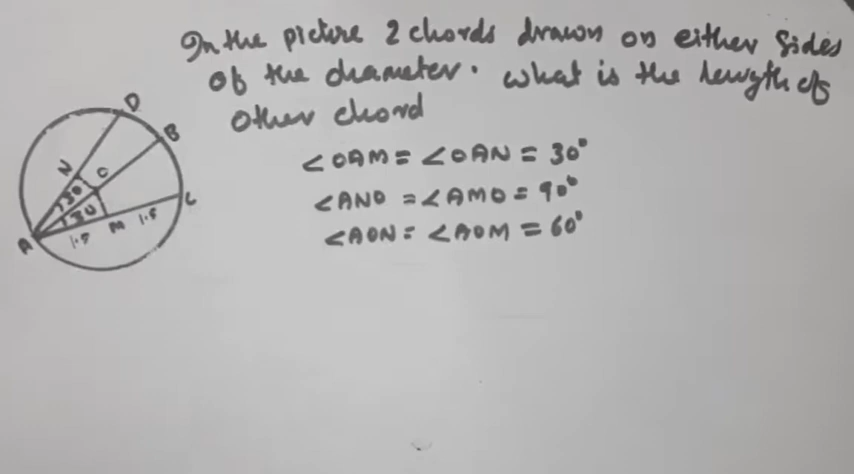 In the picture 2 chords drawn on either sides
of the diameter. what is the length of
other chord
∠OAM = ∠OAN = 30°
∠ANO = ∠AMO = 90°
∠AON = ∠AOM = 60°
D
B
N
O
30
30
C
A
1.5
M
1.5